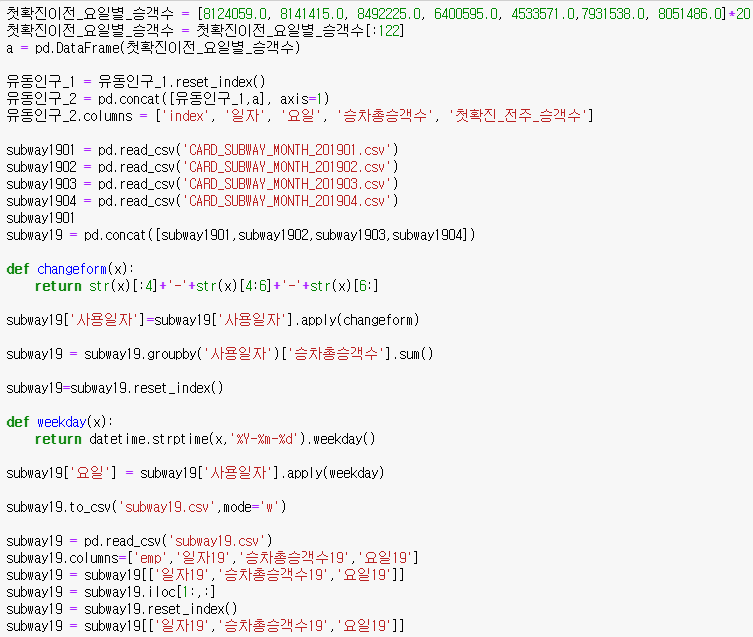 첫확진이전_요일별_승객수 = [8124059.0, 8141415.0, 8492225.0, 6400595.0, 4533571.0,7931538.0, 8051486.0]*20
첫확진이전_요일별_승객수 = 첫확진이전_요일별_승객수[:122]
a = pd.DataFrame(첫확진이전_요일별_승객수)
유동인구_1 = 유동인구_1.reset_index()
유동인구_2 = pd.concat([유동인구_1,a], axis=1)
유동인구_2.columns = ['index', '일자', '요일', '승차총승객수', '첫확진_전주_승객수']
subway1901 = pd.read_csv('CARD_SUBWAY_MONTH_201901.csv')
subway1902 = pd.read_csv('CARD_SUBWAY_MONTH_201902.csv')
subway1903 = pd.read_csv('CARD_SUBWAY_MONTH_201903.csv')
subway1904 = pd.read_csv('CARD_SUBWAY_MONTH_201904.csv')
subway1901
subway19 = pd.concat([subway1901,subway1902,subway1903,subway1904])
def changeform(x):
    return str(x)[:4]+'-'+str(x)[4:6]+'-'+str(x)[6:]
subway19['사용일자']=subway19['사용일자'].apply(changeform)
subway19 = subway19.groupby('사용일자')['승차총승객수'].sum()
subway19=subway19.reset_index()
def weekday(x):
    return datetime.strptime(x,'%Y-%m-%d').weekday()
subway19['요일'] = subway19['사용일자'].apply(weekday)
subway19.to_csv('subway19.csv',mode='w')
subway19 = pd.read_csv('subway19.csv')
subway19.columns=['emp','일자19','승차총승객수19','요일19']
subway19 = subway19[['일자19','승차총승객수19','요일19']]
subway19 = subway19.iloc[1:,:]
subway19 = subway19.reset_index()
subway19 = subway19[['일자19','승차총승객수19','요일19']]